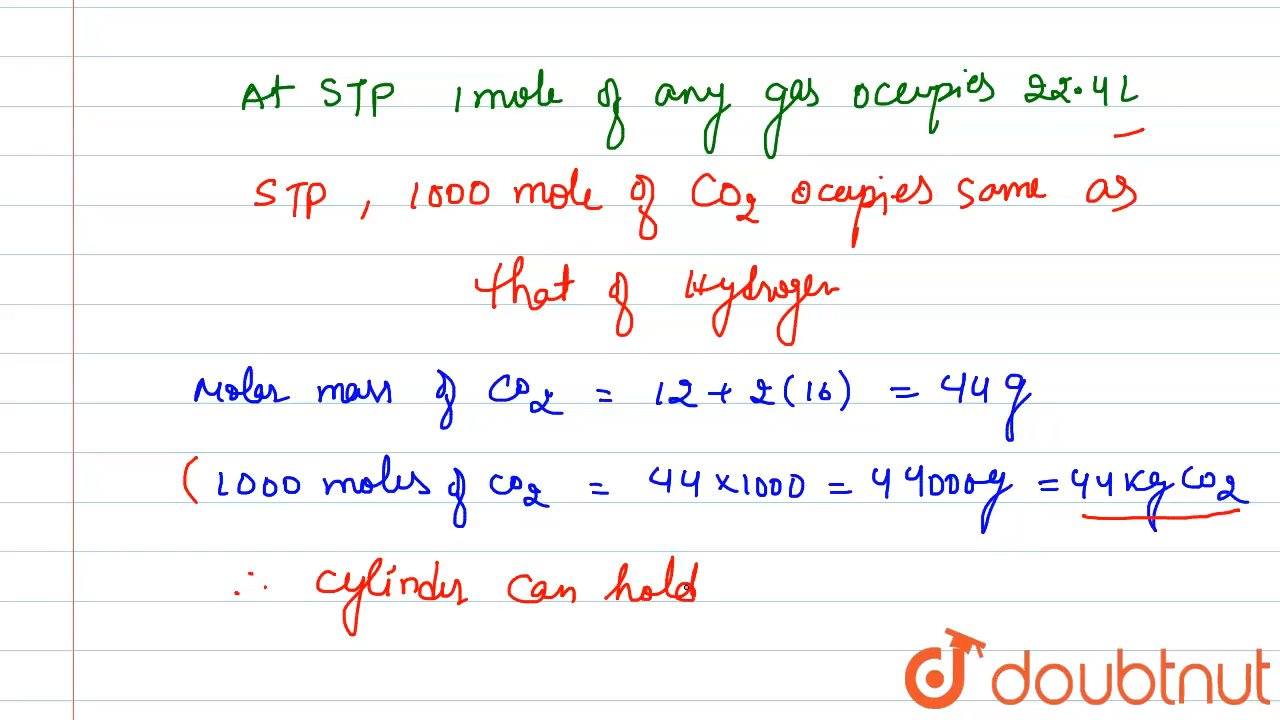 At STP 1 mole of any gas occupies 22.4 L
STP, 1000 mole of CO₂ occupies same as
that of Hydrogen
Molar mass of CO₂ = 12 + 2(16) = 44 g
(1000 moles of CO₂ = 44 × 1000 = 44000g = 44 Kg CO₂
∴ cylinder can hold
doubtnut